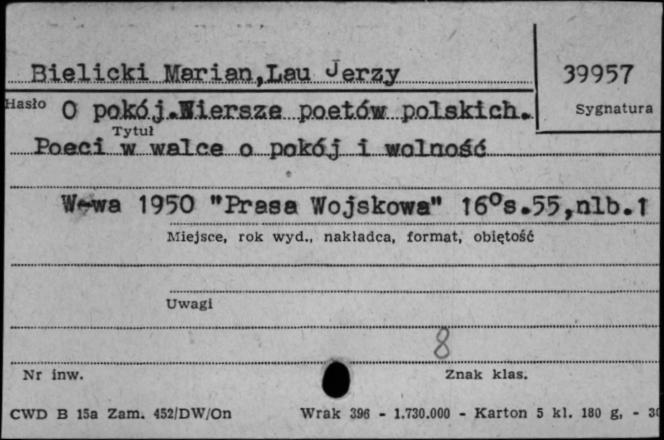 Bielicki Marian,Lau Jerzy
39957
Hasło O pokój.Wiersze poetów polskich.
Sygnatura
Tytuł
Poeci w walce o pokój i wolność
W-wa 1950 "Prasa Wojskowa" 16°s.55,nlb.1
Miejsce, rok wyd., nakładca, format, objętość
Uwagi
8
Nr inw.
Znak klas.
CWD B 15a Zam. 452/DW/On Wrak 396 - 1.730.000 - Karton 5 kl. 180 g, -